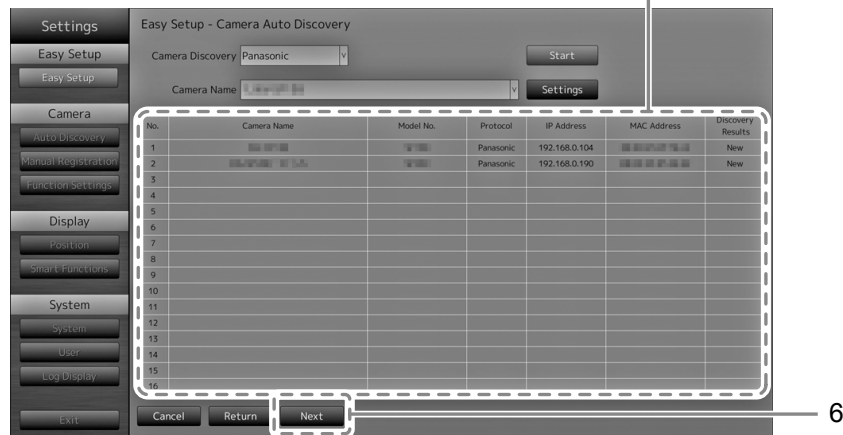 Settings
Easy Setup
Easy Setup
Camera
Auto Discovery
Manual Registration
Function Settings
Display
Position
Smart Functions
System
System
User
Log Display
Exit
Easy Setup - Camera Auto Discovery
Camera Discovery Panasonic Start
Camera Name Settings
No. Camera Name Model No. Protocol IP Address MAC Address Discovery Results
1 Panasonic 192.168.0.104 New
2 Panasonic 192.168.0.190 New
3
4
5
6
7
8
9
10
11
12
13
14
15
16
Cancel Return Next
6